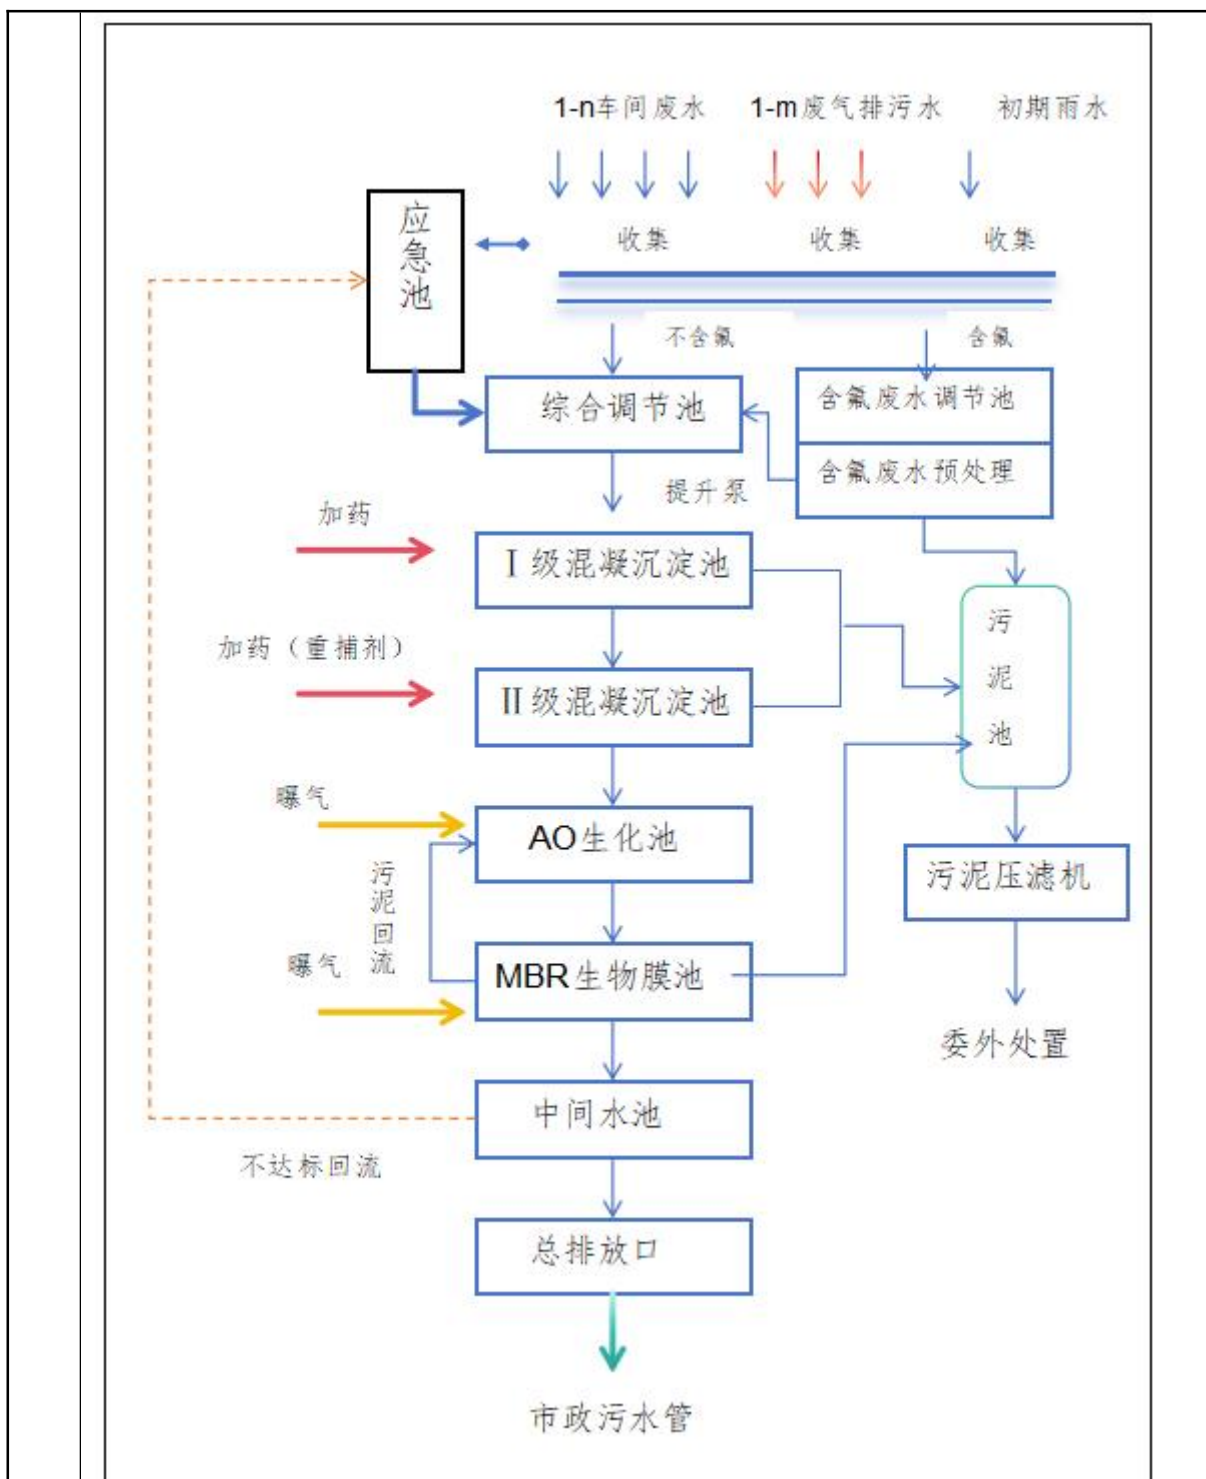 1-n车间废水
1-m废气排污水
初期雨水
应急池
收集
收集
收集
不含氟
含氟
综合调节池
含氟废水调节池
含氟废水预处理
提升泵
加药
Ⅰ级混凝沉淀池
加药（重捕剂）
Ⅱ级混凝沉淀池
污泥池
曝气
AO生化池
污泥回流
污泥压滤机
曝气
MBR生物膜池
委外处置
中间水池
不达标回流
总排放口
市政污水管